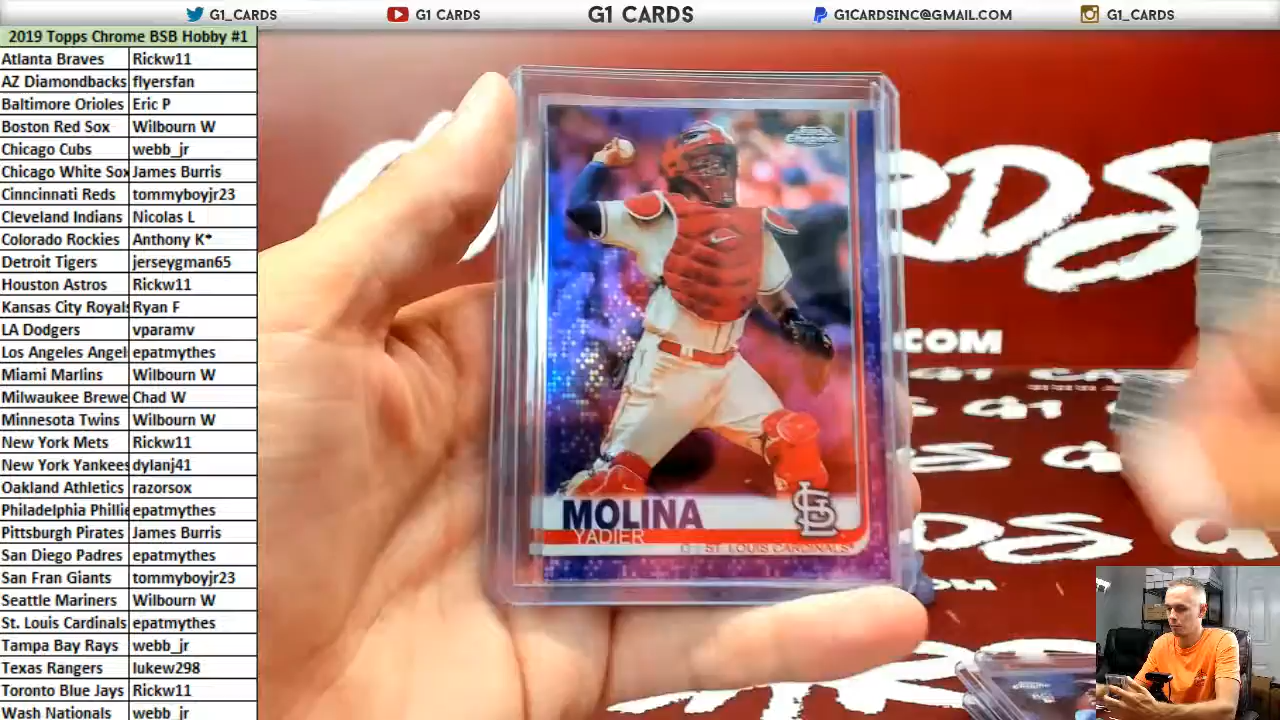 G1_CARDS
G1 CARDS
G1 CARDS
G1CARDSINC@GMAIL.COM
G1_CARDS
2019 Topps Chrome BSB Hobby #1
Atlanta Braves Rickw11
AZ Diamondbacks flyersfan
Baltimore Orioles Eric P
Boston Red Sox Wilbourn W
Chicago Cubs webb_jr
Chicago White Sox James Burris
Cinncinnati Reds tommyboyjr23
Cleveland Indians Nicolas L
Colorado Rockies Anthony K*
Detroit Tigers jerseygman65
Houston Astros Rickw11
Kansas City Royals Ryan F
LA Dodgers vparamv
Los Angeles Angel epatmythes
Miami Marlins Wilbourn W
Milwaukee Brewe Chad W
Minnesota Twins Wilbourn W
New York Mets Rickw11
New York Yankees dylanj41
Oakland Athletics razorsox
Philadelphia Phillie epatmythes
Pittsburgh Pirates James Burris
San Diego Padres epatmythes
San Fran Giants tommyboyjr23
Seattle Mariners Wilbourn W
St. Louis Cardinals epatmythes
Tampa Bay Rays webb_jr
Texas Rangers lukew298
Toronto Blue Jays Rickw11
Wash Nationals webb_jr
Chrome
MOLINA
YADIER
C ST. LOUIS CARDINALS
RDS
.COM
G1 CARDS